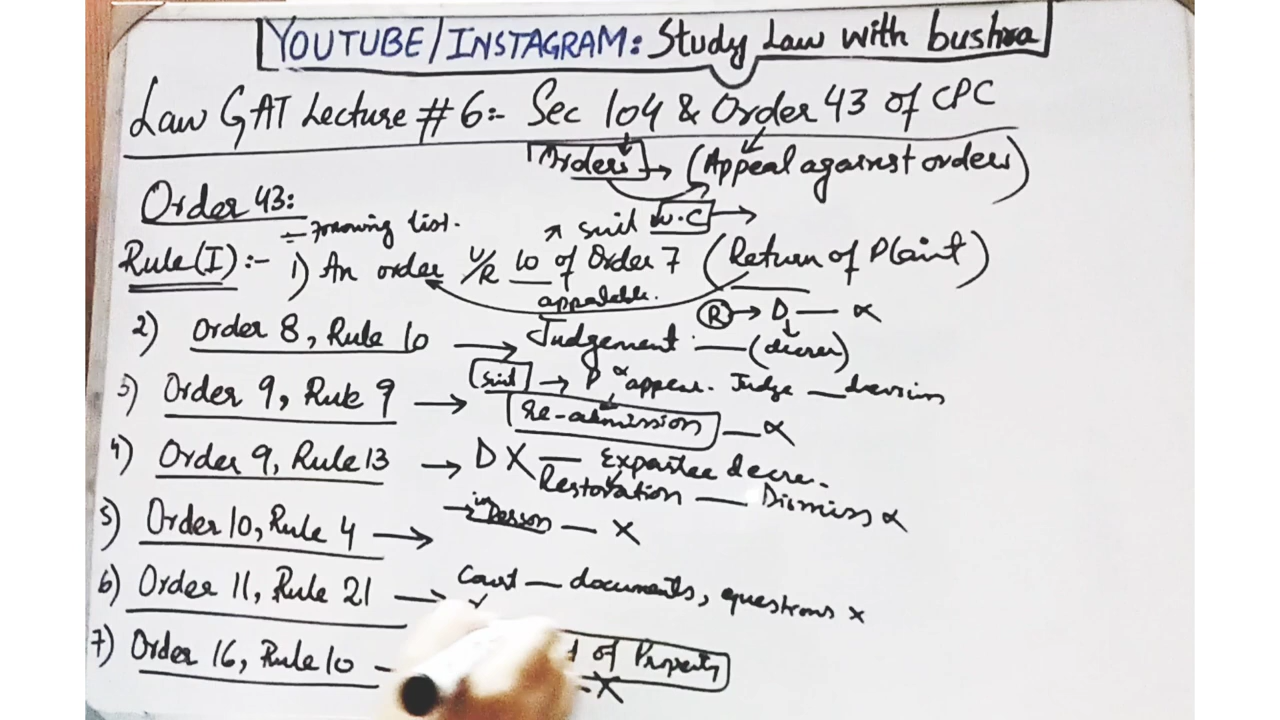 YOUTUBE/INSTAGRAM: Study Law with bushra
Law GAT Lecture # 6:- Sec 104 & Order 43 of CPC
Orders → (Appeal against orders)
Order 43:
suit w.c →
Rule(I):- 1) An order U/R 10 of Order 7 (Return of Plaint)
appealable.
R → D — x
2) Order 8, Rule 10 → Judgement — (decree)
3) Order 9, Rule 9 → suit → P x appear. Judge —
Re-admission — x
4) Order 9, Rule 13 → D X — Expartee decree.
Restoration — Dismiss x
5) Order 10, Rule 4 → → in Person — X
6) Order 11, Rule 21 → Court — documents, questions x
7) Order 16, Rule 10 — of Property
X